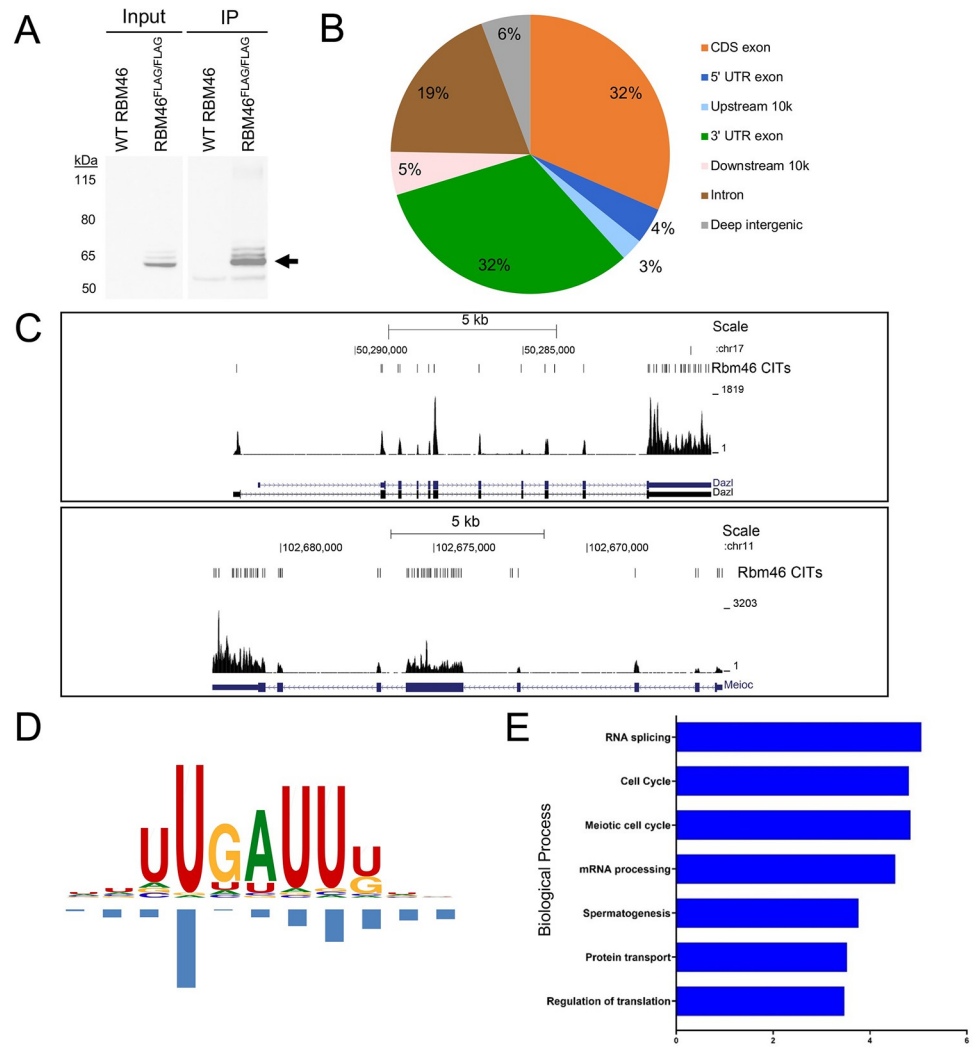 A
Input
IP
WT RBM46
RBM46FLAG/FLAG
WT RBM46
RBM46FLAG/FLAG
kDa
115
80
65
50
B
6%
32%
19%
5%
4%
3%
32%
CDS exon
5' UTR exon
Upstream 10k
3' UTR exon
Downstream 10k
Intron
Deep intergenic
C
5 kb
Scale
|50,290,000
|50,285,000
:chr17
Rbm46 CITs
1819
1
Dazl
Dazl
5 kb
Scale
|102,680,000
|102,675,000
|102,670,000
:chr11
Rbm46 CITs
3203
1
Meioc
D
UUGAUUU
G
E
Biological Process
RNA splicing
Cell Cycle
Meiotic cell cycle
mRNA processing
Spermatogenesis
Protein transport
Regulation of translation
0
2
4
6